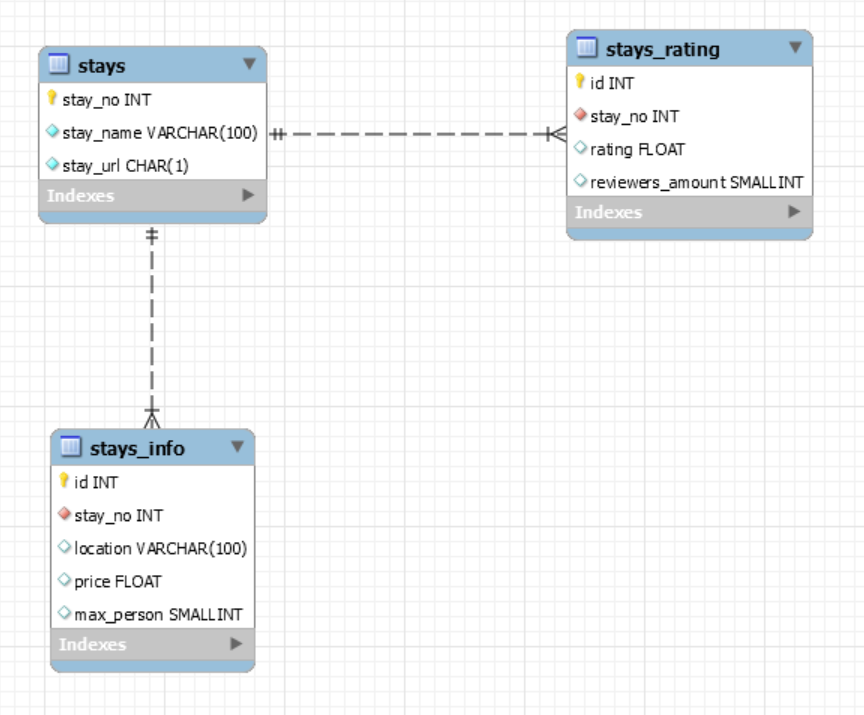 stays
stay_no INT
stay_name VARCHAR(100)
stay_url CHAR(1)
Indexes
stays_rating
id INT
stay_no INT
rating FLOAT
reviewers_amount SMALLINT
Indexes
stays_info
id INT
stay_no INT
location VARCHAR(100)
price FLOAT
max_person SMALLINT
Indexes